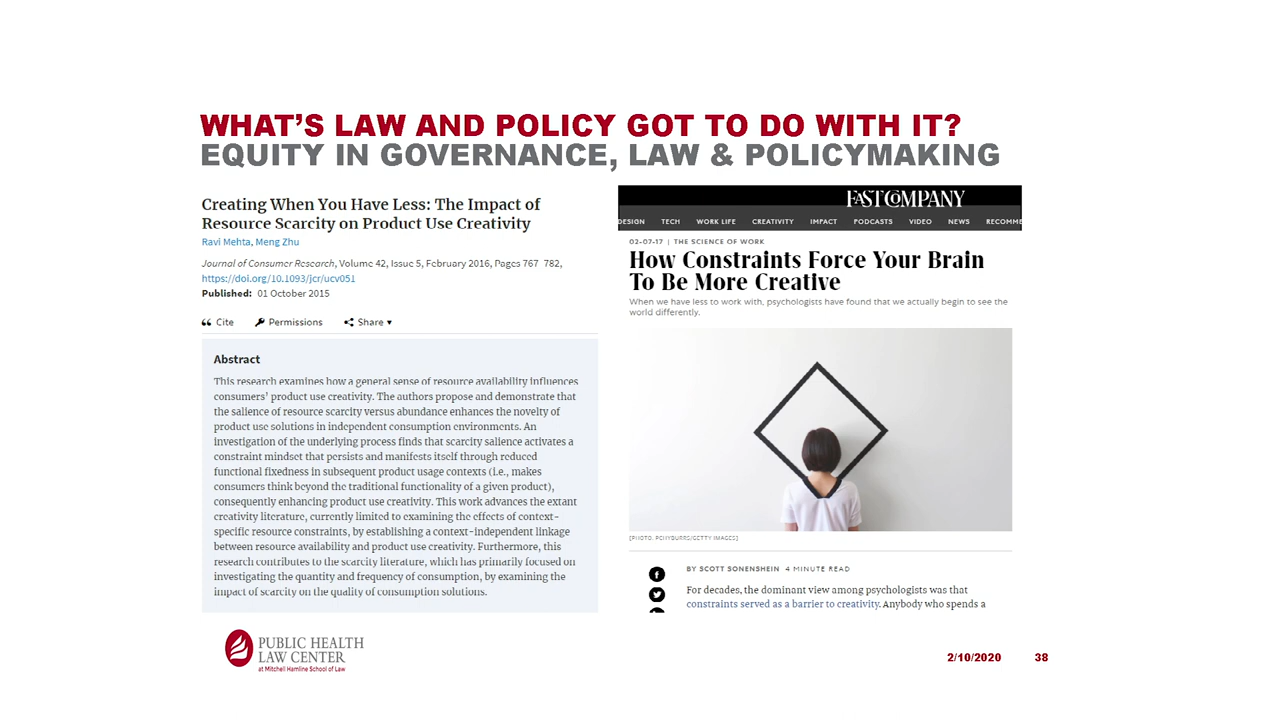 WHAT'S LAW AND POLICY GOT TO DO WITH IT?
EQUITY IN GOVERNANCE, LAW & POLICYMAKING
Creating When You Have Less: The Impact of
Resource Scarcity on Product Use Creativity
Ravi Mehta, Meng Zhu
Journal of Consumer Research, Volume 42, Issue 5, February 2016, Pages 767–782,
https://doi.org/10.1093/jcr/ucv051
Published: 01 October 2015
Cite Permissions Share
Abstract
This research examines how a general sense of resource availability influences
consumers' product use creativity. The authors propose and demonstrate that
the salience of resource scarcity versus abundance enhances the novelty of
product use solutions in independent consumption environments. An
investigation of the underlying process finds that scarcity salience activates a
constraint mindset that persists and manifests itself through reduced
functional fixedness in subsequent product usage contexts (i.e., makes
consumers think beyond the traditional functionality of a given product),
consequently enhancing product use creativity. This work advances the extant
creativity literature, currently limited to examining the effects of context-
specific resource constraints, by establishing a context-independent linkage
between resource availability and product use creativity. Furthermore, this
research contributes to the scarcity literature, which has primarily focused on
investigating the quantity and frequency of consumption, by examining the
impact of scarcity on the quality of consumption solutions.
FAST COMPANY
DESIGN TECH WORK LIFE CREATIVITY IMPACT PODCASTS VIDEO NEWS RECOMME
02-07-17 | THE SCIENCE OF WORK
How Constraints Force Your Brain
To Be More Creative
When we have less to work with, psychologists have found that we actually begin to see the
world differently.
[PHOTO: /GETTY IMAGES]
BY SCOTT SONENSHEIN 4 MINUTE READ
For decades, the dominant view among psychologists was that
constraints served as a barrier to creativity. Anybody who spends a
PUBLIC HEALTH
LAW CENTER
at Mitchell Hamline School of Law
2/10/2020 38